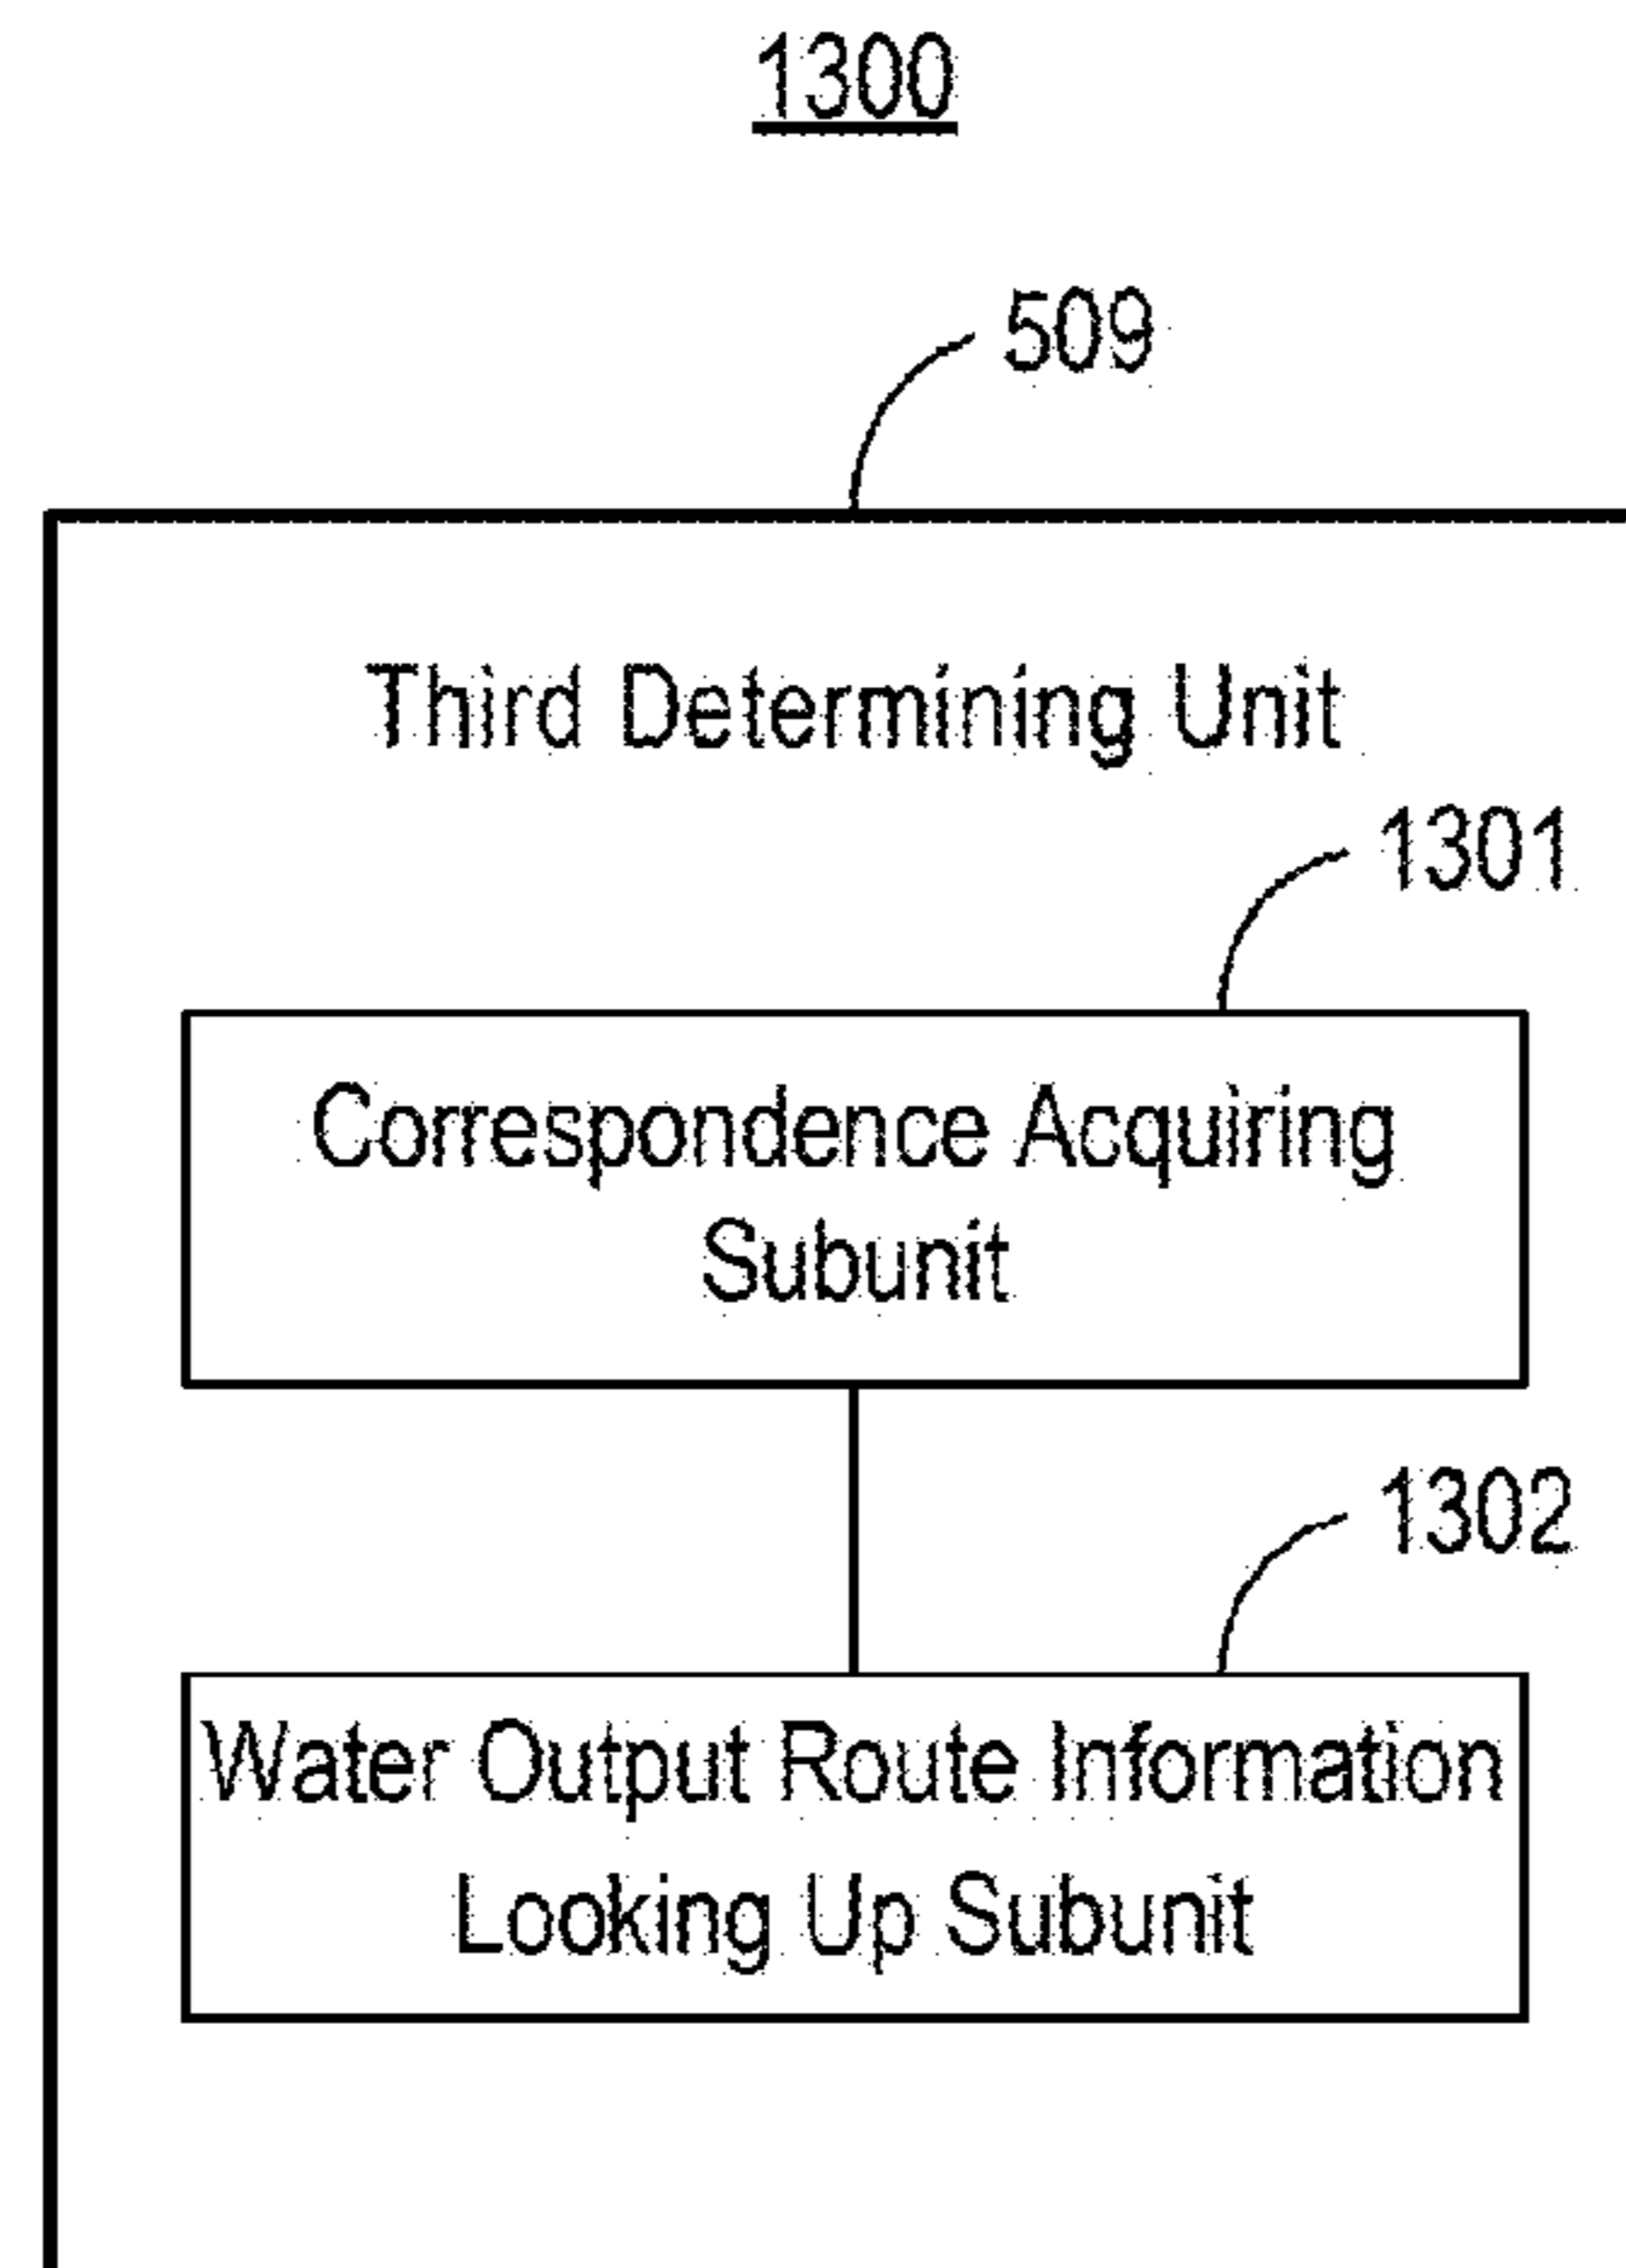 1300
509
Third Determining Unit
1301
Correspondence Acquiring
Subunit
1302
Water Output Route Information
Looking Up Subunit